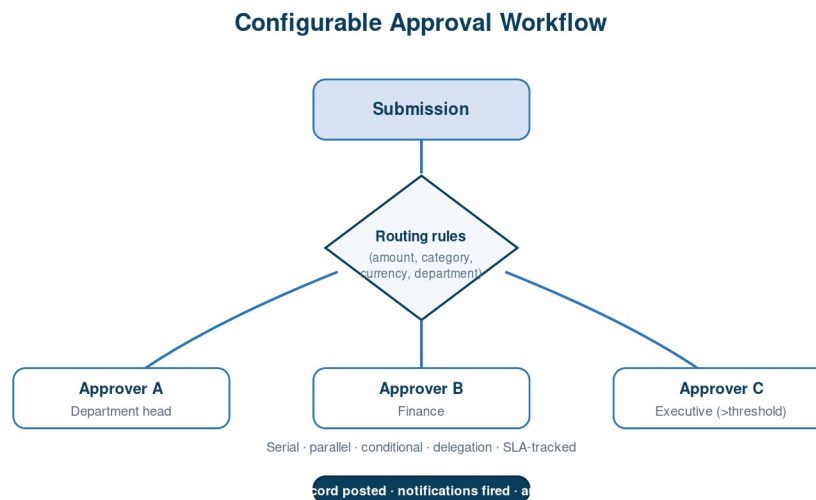 Configurable Approval Workflow
Submission
Routing rules
(amount, category,
currency, department)
Approver A
Department head
Approver B
Finance
Approver C
Executive (>threshold)
Serial · parallel · conditional · delegation · SLA-tracked
posted · notifications fired ·